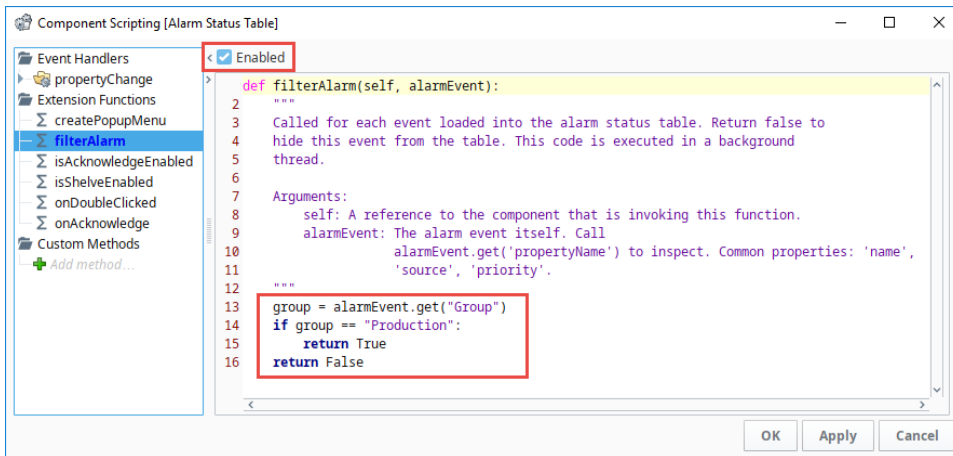 Component Scripting [Alarm Status Table]
Event Handlers
propertyChange
Extension Functions
createPopupMenu
filterAlarm
isAcknowledgeEnabled
isShelveEnabled
onDoubleClicked
onAcknowledge
Custom Methods
Add method...
Enabled
def filterAlarm(self, alarmEvent):
2 """
3 Called for each event loaded into the alarm status table. Return false to
4 hide this event from the table. This code is executed in a background
5 thread.
6
7 Arguments:
8 self: A reference to the component that is invoking this function.
9 alarmEvent: The alarm event itself. Call
10 alarmEvent.get('propertyName') to inspect. Common properties: 'name',
11 'source', 'priority'.
12 """
13 group = alarmEvent.get("Group")
14 if group == "Production":
15 return True
16 return False
OK Apply Cancel